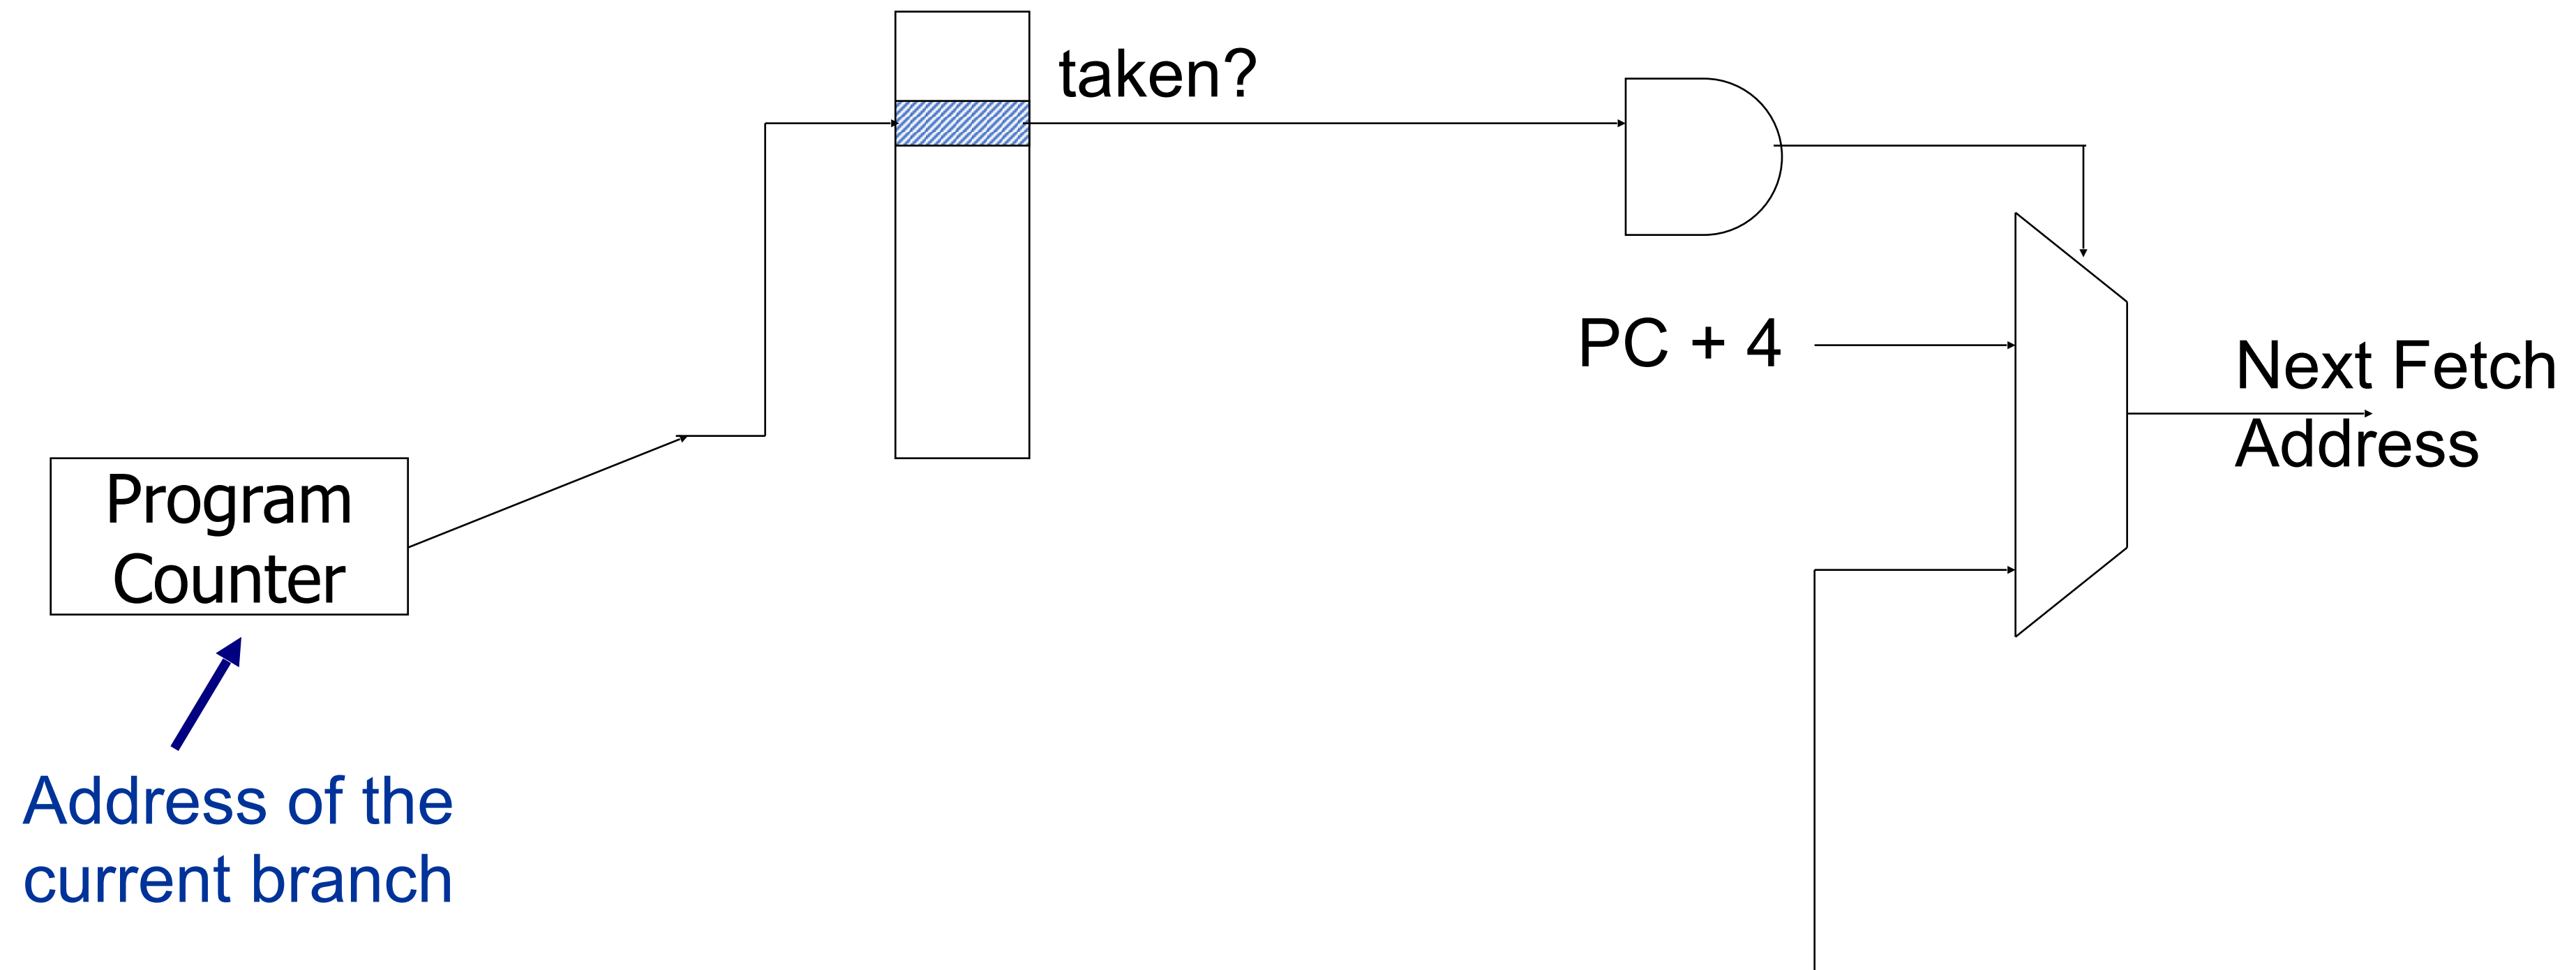 taken?
PC + 4
Next Fetch
Address
Program
Counter
Address of the
current branch